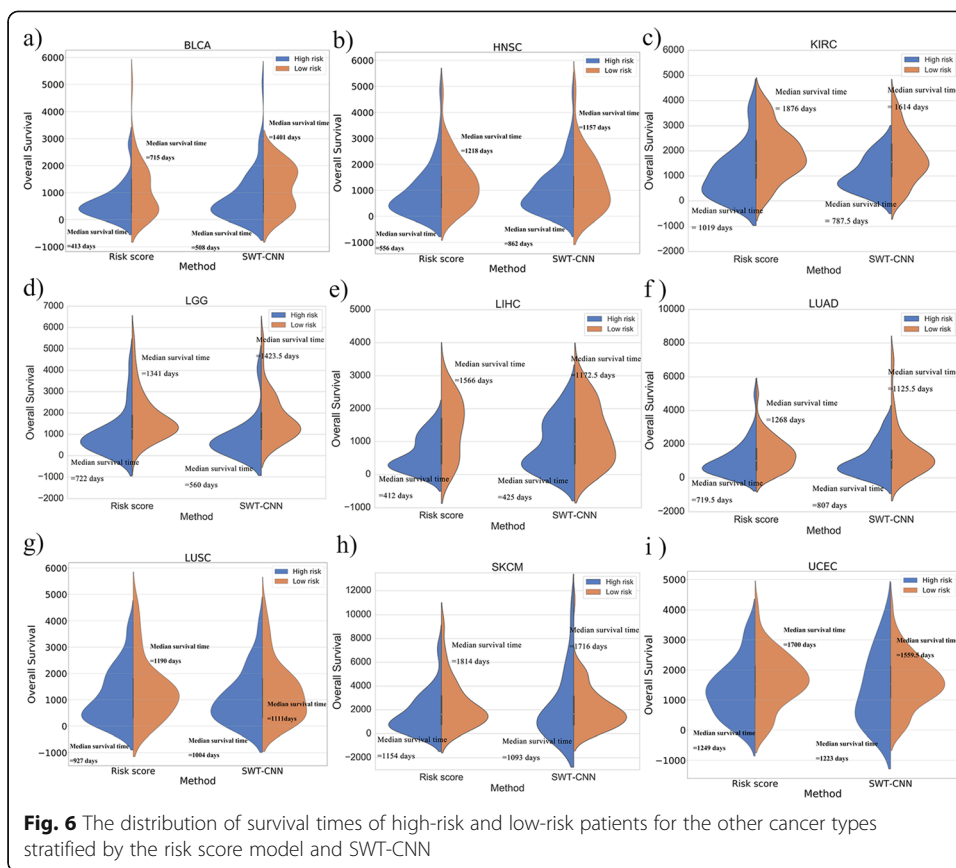 a)
BLCA
6000
5000
4000
3000
2000
1000
0
−1000
Overall Survival
High risk
Low risk
Median survival time
=715 days
Median survival time
=1401 days
Median survival time
=413 days
Median survival time
=508 days
Risk score
SWT-CNN
Method
b)
HNSC
6000
5000
4000
3000
2000
1000
0
−1000
Overall Survival
High risk
Low risk
Median survival time
=1218 days
Median survival time
=1157 days
Median survival time
=556 days
Median survival time
=862 days
Risk score
SWT-CNN
Method
c)
KIRC
6000
5000
4000
3000
2000
1000
0
−1000
−2000
Overall Survival
High risk
Low risk
Median survival time
= 1876 days
Median survival time
= 1614 days
Median survival time
= 1019 days
Median survival time
= 787.5 days
Risk score
SWT-CNN
Method
d)
LGG
7000
6000
5000
4000
3000
2000
1000
0
−1000
−2000
Overall Survival
High risk
Low risk
Median survival time
=1341 days
Median survival time
=1423.5 days
Median survival time
=722 days
Median survival time
=560 days
Risk score
SWT-CNN
Method
e)
LIHC
5000
4000
3000
2000
1000
0
−1000
Overall Survival
High risk
Low risk
Median survival time
=1566 days
Median survival time
=1172.5 days
Median survival time
=412 days
Median survival time
=425 days
Risk score
SWT-CNN
Method
f)
LUAD
10000
8000
6000
4000
2000
0
−2000
Overall Survival
High risk
Low risk
Median survival time
=1268 days
Median survival time
=1125.5 days
Median survival time
=719.5 days
Median survival time
=807 days
Risk score
SWT-CNN
Method
g)
LUSC
6000
5000
4000
3000
2000
1000
0
−1000
Overall Survival
High risk
Low risk
Median survival time
=1190 days
Median survival time
=1111days
Median survival time
=927 days
Median survival time
=1004 days
Risk score
SWT-CNN
Method
h)
SKCM
12000
10000
8000
6000
4000
2000
0
−2000
Overall Survival
High risk
Low risk
Median survival time
=1814 days
Median survival time
=1716 days
Median survival time
=1154 days
Median survival time
=1093 days
Risk score
SWT-CNN
Method
i)
UCEC
5000
4000
3000
2000
1000
0
−1000
Overall Survival
High risk
Low risk
Median survival time
=1700 days
Median survival time
=1559.5 days
Median survival time
=1249 days
Median survival time
=1223 days
Risk score
SWT-CNN
Method
Fig. 6 The distribution of survival times of high-risk and low-risk patients for the other cancer types
stratified by the risk score model and SWT-CNN